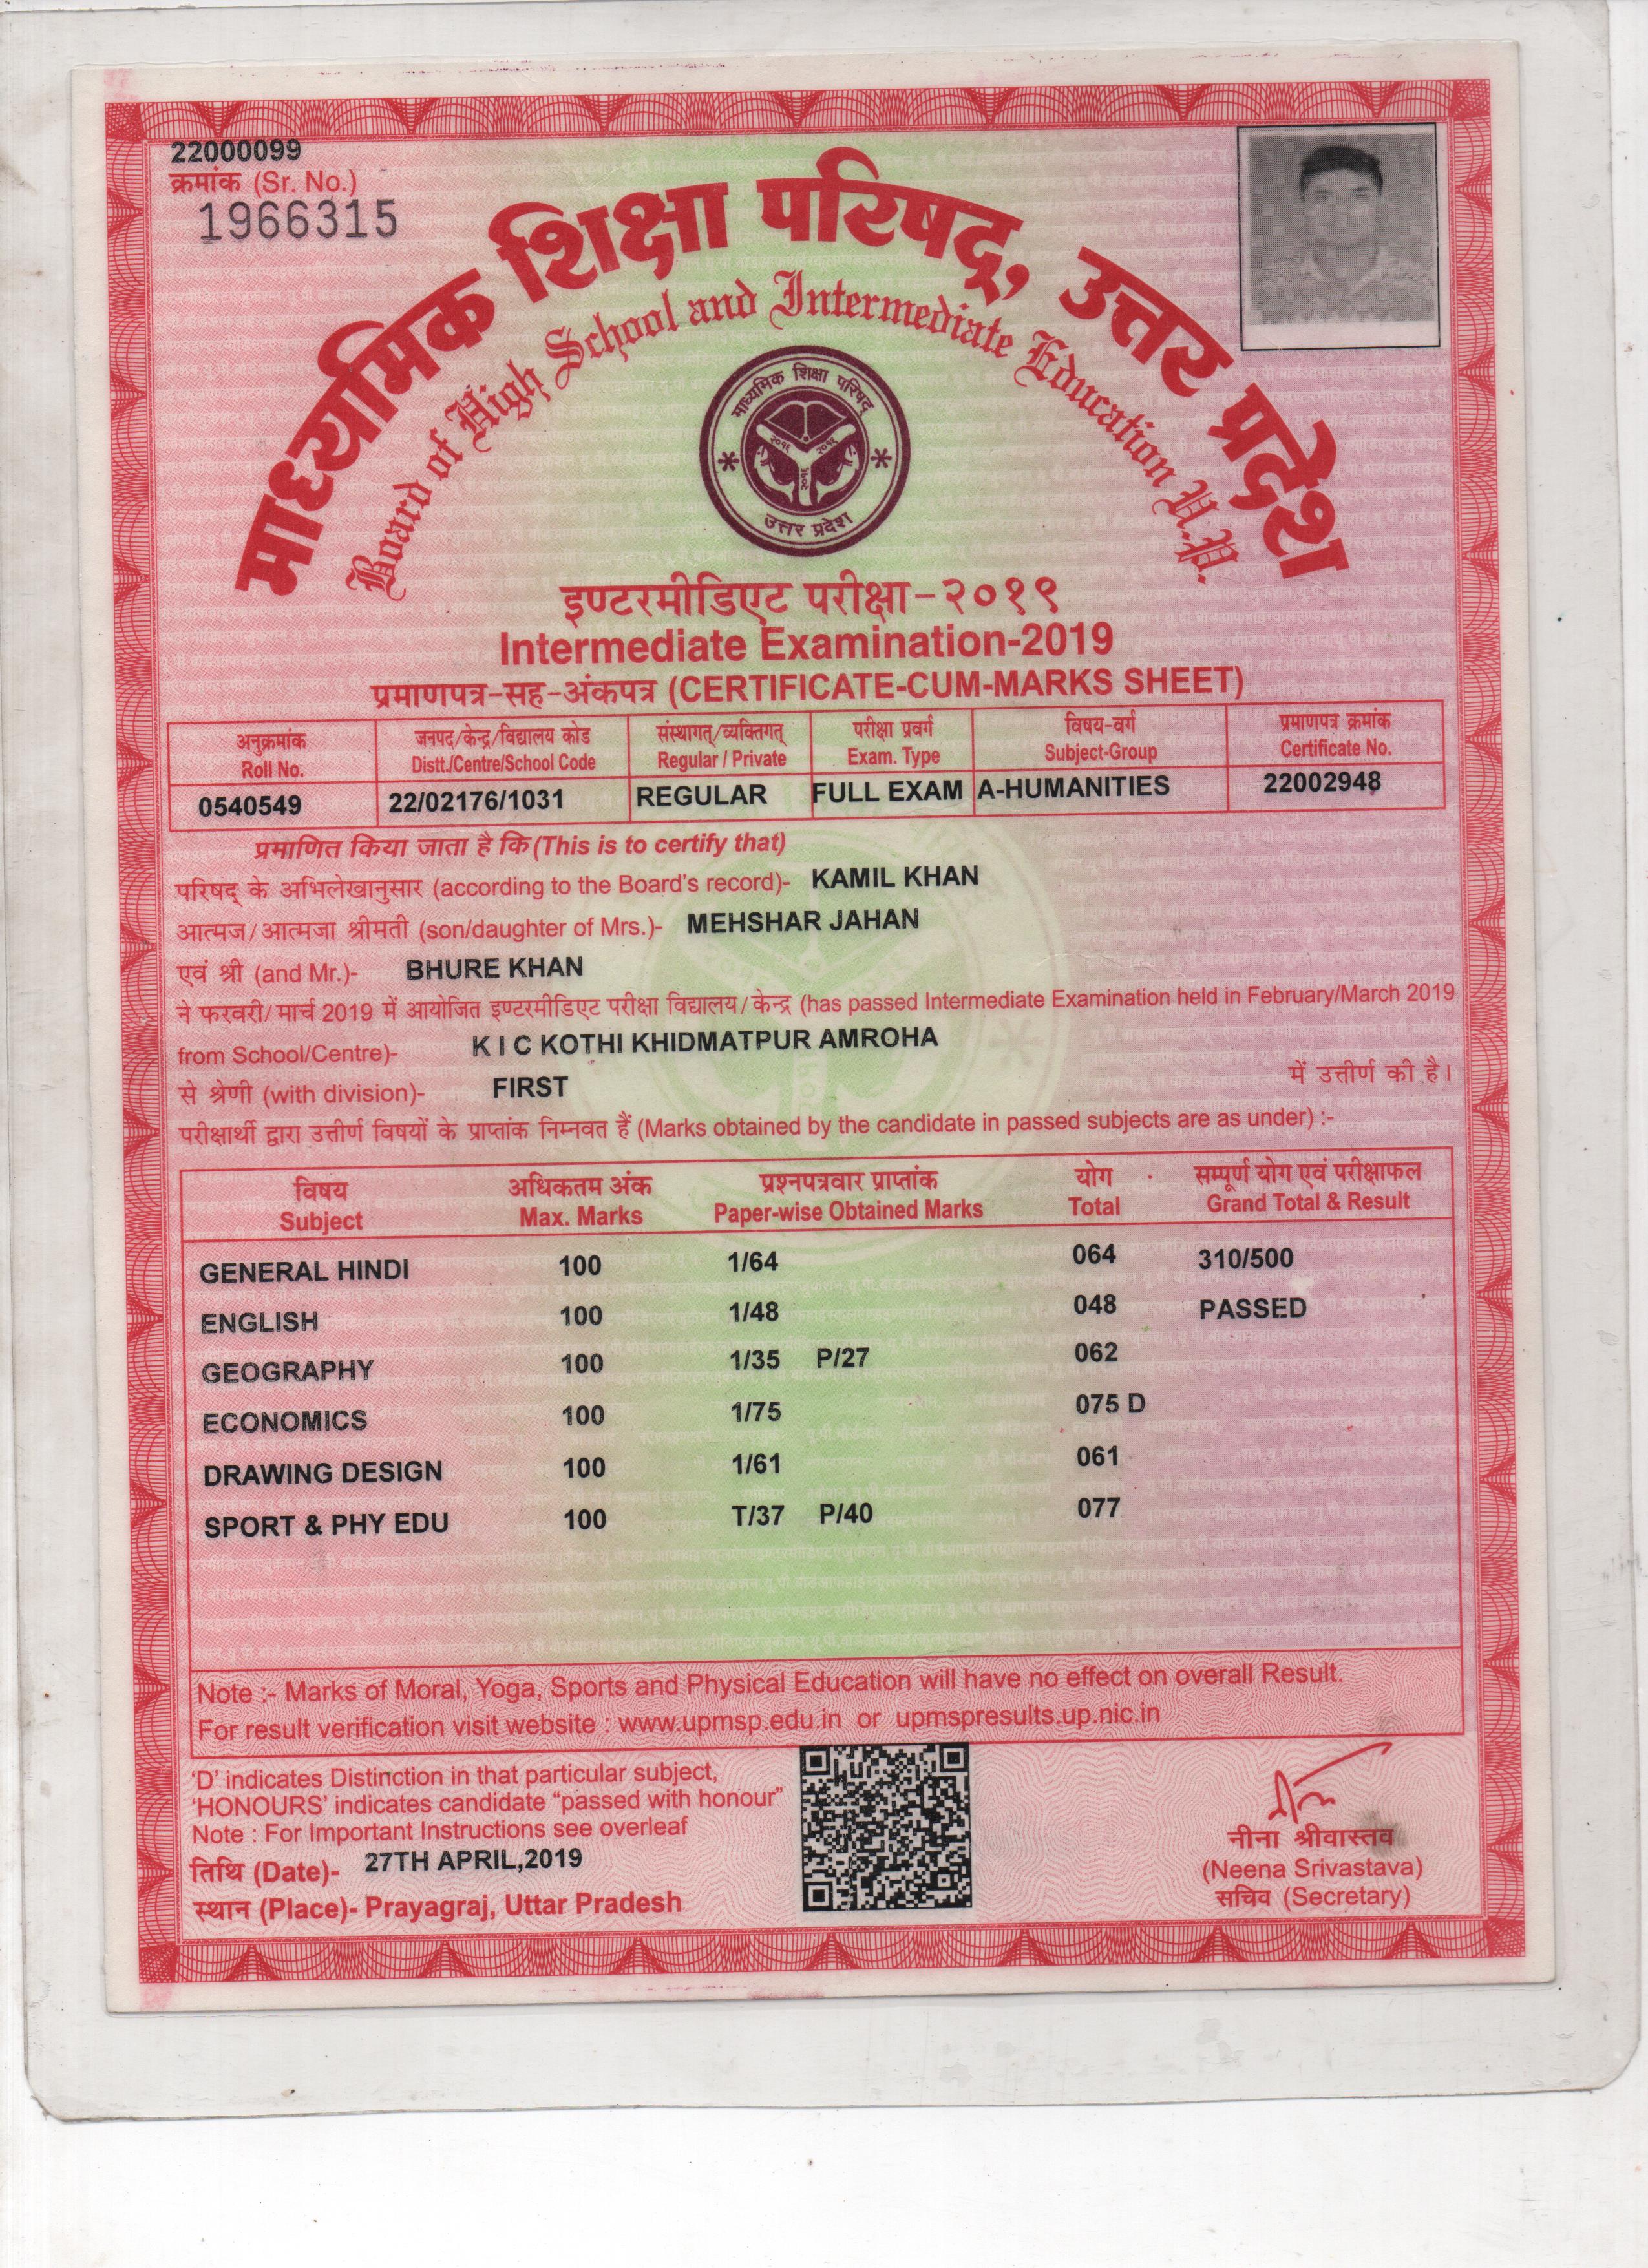 22000099
क्रमांक (Sr. No.)
1966315
माध्यमिक शिक्षा परिषद्, उत्तर प्रदेश
Board of High School and Intermediate Education U.P.
माध्यमिक शिक्षा परिषद्
२०१६ २०१६
२०१६
उत्तर प्रदेश
इण्टरमीडिएट परीक्षा-२०१९
Intermediate Examination-2019
प्रमाणपत्र-सह-अंकपत्र (CERTIFICATE-CUM-MARKS SHEET)
अनुक्रमांक जनपद/केन्द्र/विद्यालय कोड संस्थागत्/व्यक्तिगत् परीक्षा प्रवर्ग विषय-वर्ग प्रमाणपत्र क्रमांक
Roll No. Distt./Centre/School Code Regular / Private Exam. Type Subject-Group Certificate No.
0540549 22/02176/1031 REGULAR FULL EXAM A-HUMANITIES 22002948
प्रमाणित किया जाता है कि (This is to certify that)
परिषद् के अभिलेखानुसार (according to the Board's record)- KAMIL KHAN
आत्मज/आत्मजा श्रीमती (son/daughter of Mrs.)- MEHSHAR JAHAN
एवं श्री (and Mr.)- BHURE KHAN
ने फरवरी/मार्च 2019 में आयोजित इण्टरमीडिएट परीक्षा विद्यालय/केन्द्र (has passed Intermediate Examination held in February/March 2019
from School/Centre)- K I C KOTHI KHIDMATPUR AMROHA
से श्रेणी (with division)- FIRST में उत्तीर्ण की है।
परीक्षार्थी द्वारा उत्तीर्ण विषयों के प्राप्तांक निम्नवत हैं (Marks obtained by the candidate in passed subjects are as under) :-
विषय अधिकतम अंक प्रश्नपत्रवार प्राप्तांक योग सम्पूर्ण योग एवं परीक्षाफल
Subject Max. Marks Paper-wise Obtained Marks Total Grand Total & Result
GENERAL HINDI 100 1/64 064 310/500
ENGLISH 100 1/48 048 PASSED
GEOGRAPHY 100 1/35 P/27 062
ECONOMICS 100 1/75 075 D
DRAWING DESIGN 100 1/61 061
SPORT & PHY EDU 100 T/37 P/40 077
Note :- Marks of Moral, Yoga, Sports and Physical Education will have no effect on overall Result.
For result verification visit website : www.upmsp.edu.in or upmspresults.up.nic.in
'D' indicates Distinction in that particular subject,
'HONOURS' indicates candidate "passed with honour"
Note : For Important Instructions see overleaf
तिथि (Date)- 27TH APRIL,2019
स्थान (Place)- Prayagraj, Uttar Pradesh
नीना श्रीवास्तव
(Neena Srivastava)
सचिव (Secretary)